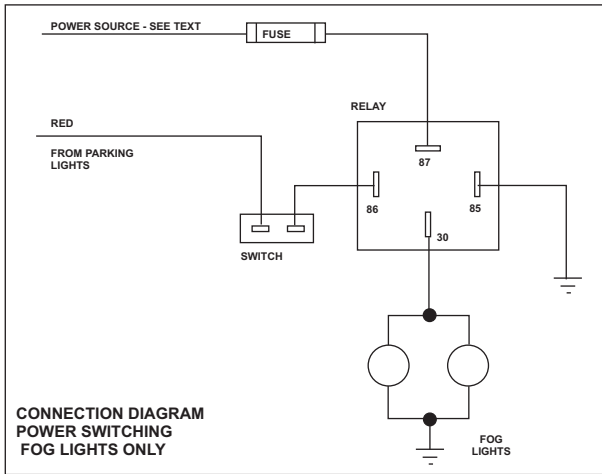 POWER SOURCE - SEE TEXT
FUSE
RELAY
RED
FROM PARKING
LIGHTS
87
86
85
30
SWITCH
CONNECTION DIAGRAM
POWER SWITCHING
FOG LIGHTS ONLY
FOG
LIGHTS